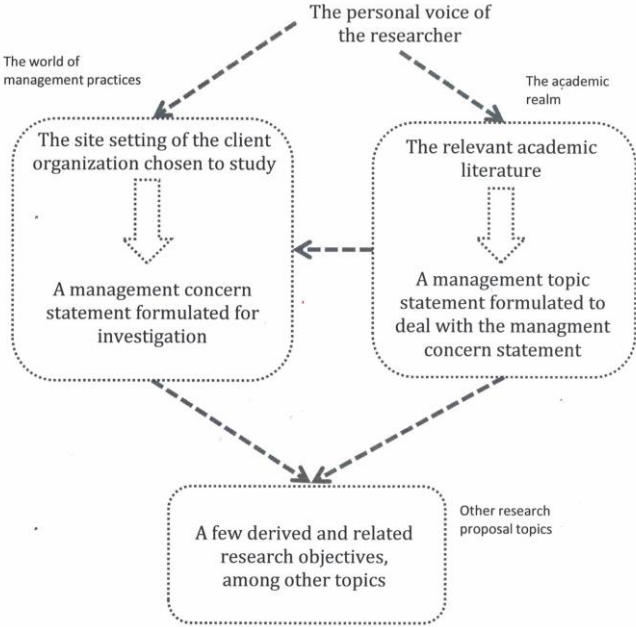 The personal voice of
the researcher
The world of
management practices
The academic
realm
The site setting of the client
organization chosen to study
A management concern
statement formulated for
investigation
The relevant academic
literature
A management topic
statement formulated to
deal with the managment
concern statement
A few derived and related
research objectives,
among other topics
Other research
proposal topics